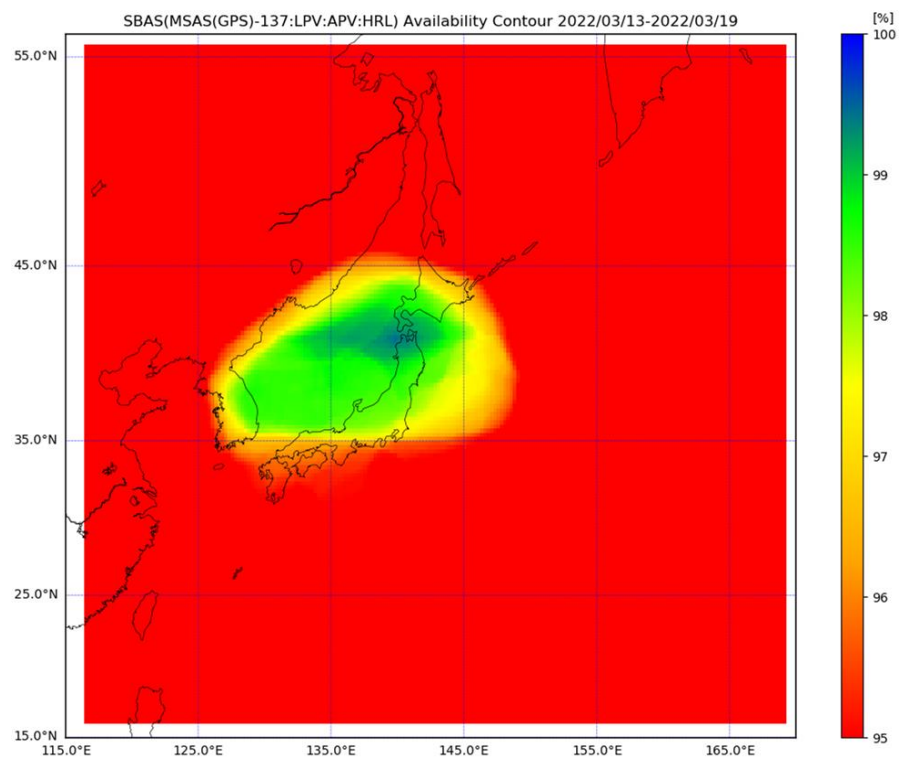 SBAS(MSAS(GPS)-137:LPV:APV:HRL) Availability Contour 2022/03/13-2022/03/19
[%]
100
99
98
97
96
95
55.0°N
45.0°N
35.0°N
25.0°N
15.0°N
115.0°E 125.0°E 135.0°E 145.0°E 155.0°E 165.0°E